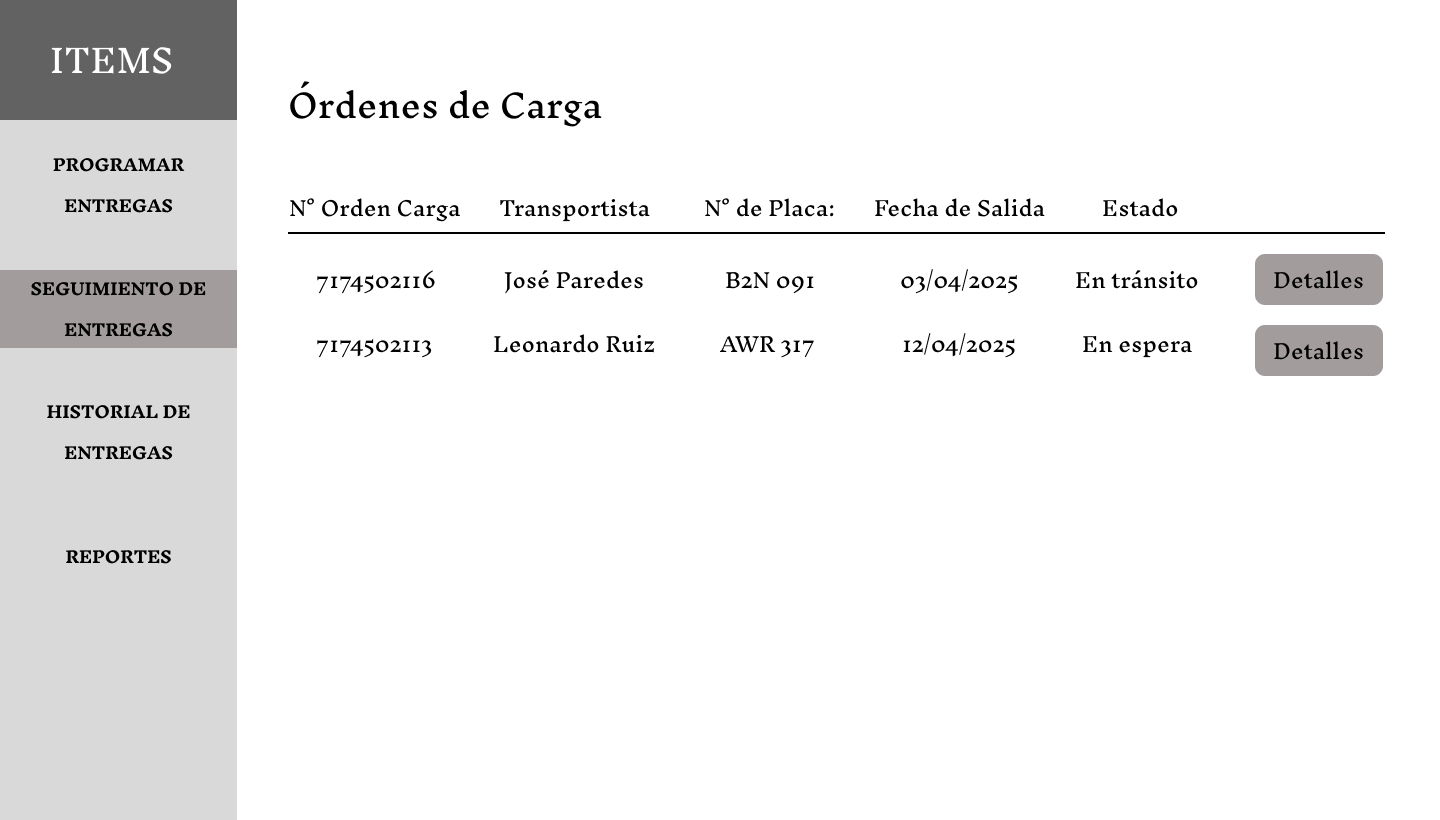 ITEMS
PROGRAMAR
ENTREGAS
SEGUIMIENTO DE
ENTREGAS
HISTORIAL DE
ENTREGAS
REPORTES
Órdenes de Carga
N° Orden Carga Transportista N° de Placa: Fecha de Salida Estado
7174502116 José Paredes B2N 091 03/04/2025 En tránsito Detalles
7174502113 Leonardo Ruiz AWR 317 12/04/2025 En espera Detalles